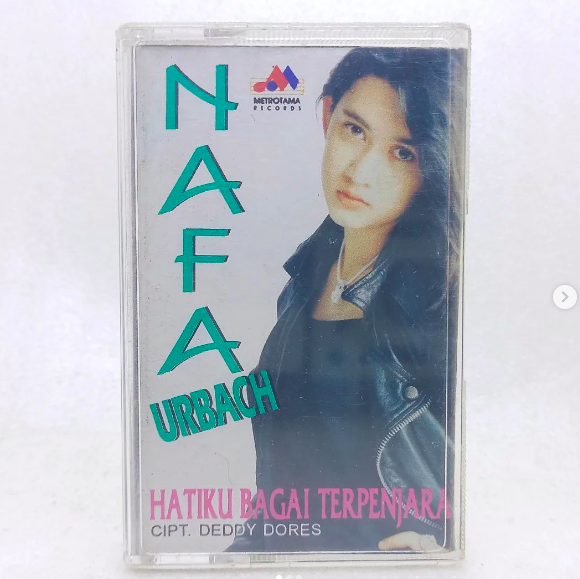 NAFA
URBACH
METROTAMA
RECORDS
HATIKU BAGAI TERPENJARA
CIPT. DEDDY DORES